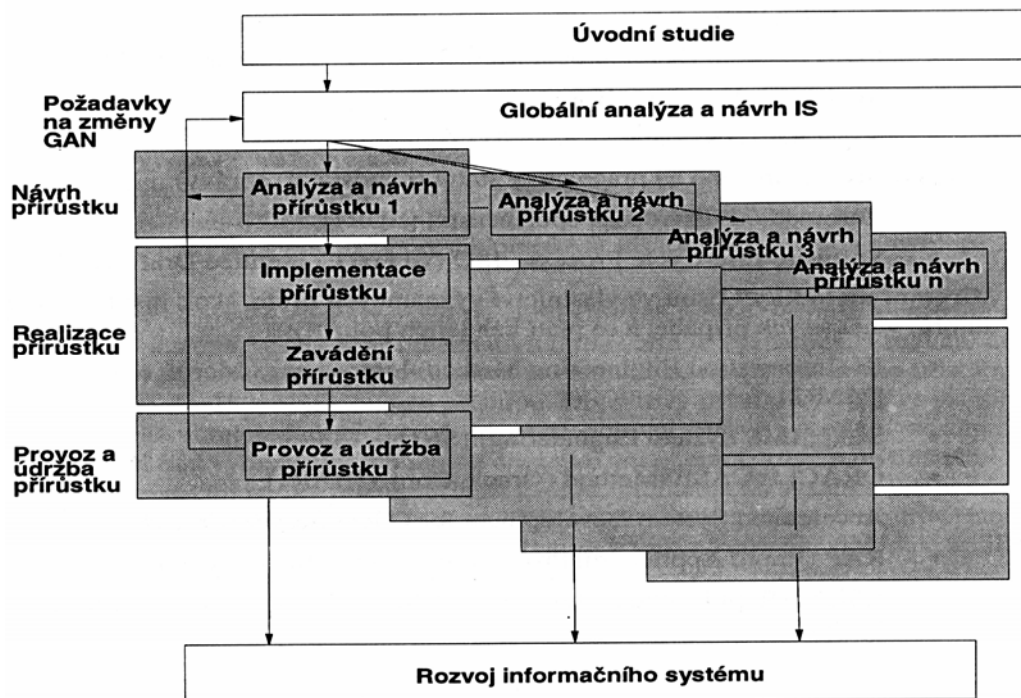 Úvodní studie
Požadavky
na změny
GAN
Globální analýza a návrh IS
Návrh
přírůstku
Analýza a návrh
přírůstku 1
Analýza a návrh
přírůstku 2
Analýza a návrh
přírůstku 3
Analýza a návrh
přírůstku n
Implementace
přírůstku
Realizace
přírůstku
Zavádění
přírůstku
Provoz a
údržba
přírůstku
Provoz a údržba
přírůstku
Rozvoj informačního systému